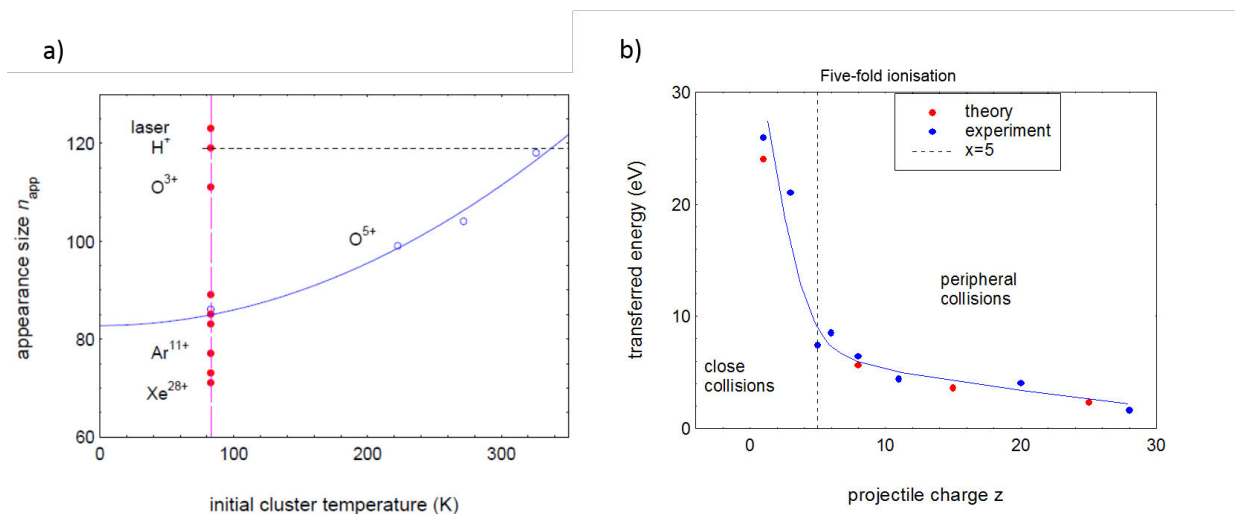 a)
laser
H+
O3+
O5+
Ar11+
Xe28+
120
100
80
60
appearance size napp
0
100
200
300
initial cluster temperature (K)
b)
Five-fold ionisation
theory
experiment
x=5
peripheral collisions
close
collisions
30
20
10
0
transferred energy (eV)
0
10
20
30
projectile charge z